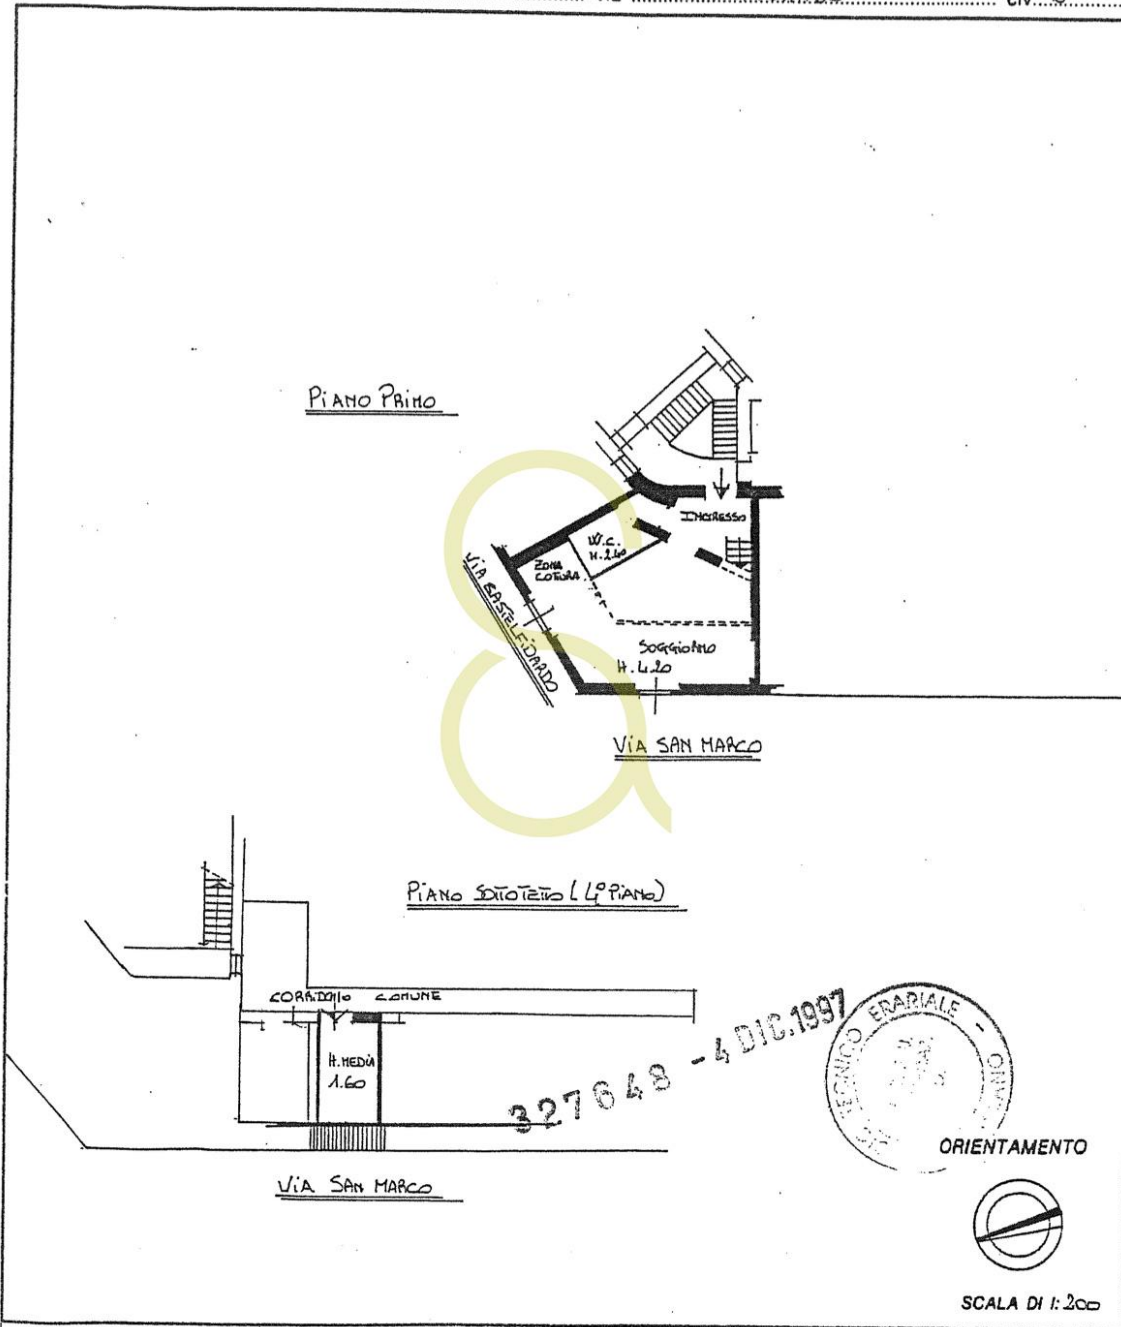 PIANO PRIMO
INGRESSO
W.C.
H. 2.40
ZONA
COTURA
VIA CASTELFIDARDO
SOGGIORNO
H. 4.20
VIA SAN MARCO
PIANO SOTTOTETTO (4° PIANO)
CORRIDOIO COMUNE
H. MEDIA
1.60
327648 - 4 DIC. 1997
TECNICO ERARIALE -
ORIENTAMENTO
VIA SAN MARCO
SCALA DI 1: 200